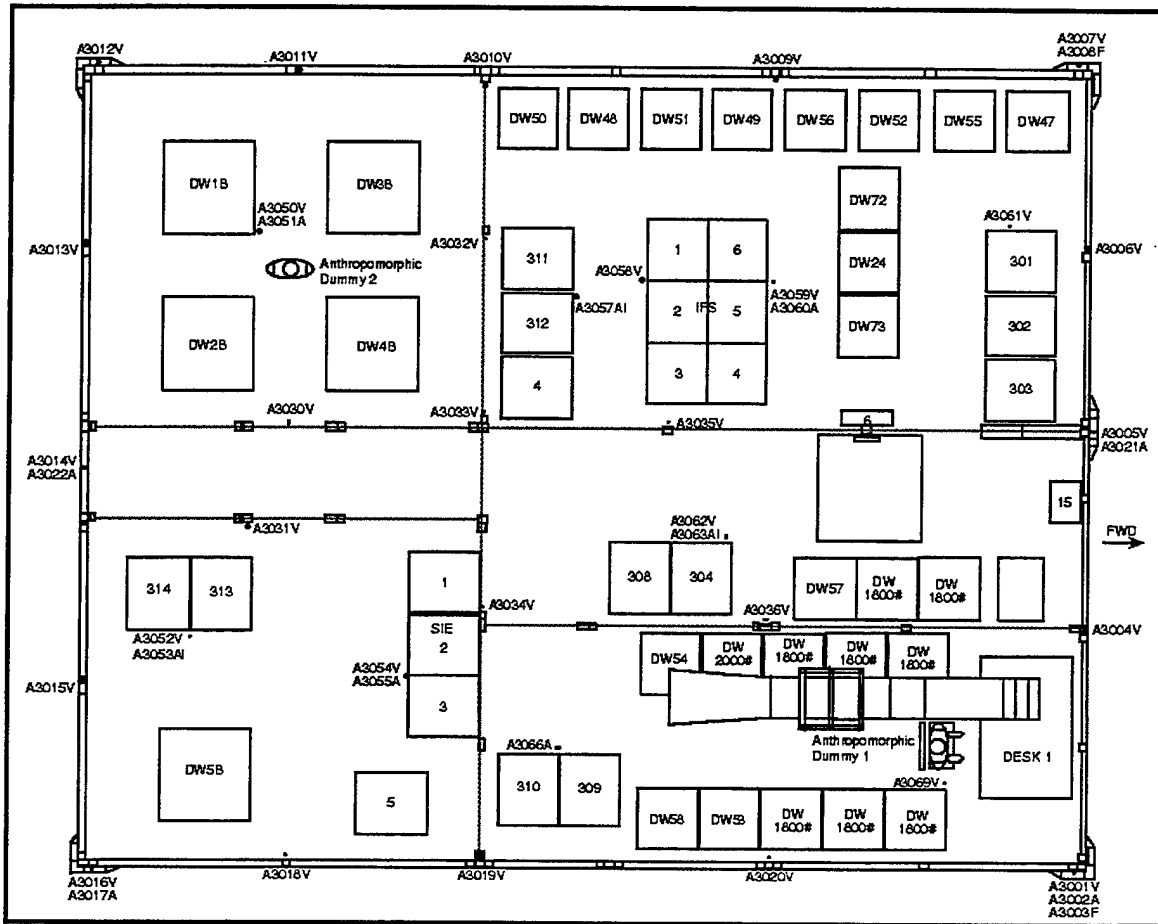 A3012V
A3011V
A3010V
A3009V
A3007V
A3008F
DW50
DW48
DW51
DW49
DW56
DW52
DW55
DW47
DW1B
DW3B
A3050V
A3051A
DW72
A3061V
A3013V
A3032V
A3006V
311
1
6
301
Anthropomorphic
Dummy 2
A3058V
DW24
A3059V
A3060A
A3057AI
312
2
IFS
5
302
DW2B
DW4B
DW73
4
3
4
303
A3030V
A3033V
A3035V
6
A3005V
A3021A
A3014V
A3022A
15
A3031V
A3062V
A3063AI
FWD
314
313
1
308
304
DW57
DW
1800#
DW
1800#
A3034V
A3036V
A3004V
SIE
2
A3052V
A3053AI
DW54
DW
2000#
DW
1800#
DW
1800#
DW
1800#
A3054V
A3055A
A3015V
3
A3066A
Anthropomorphic
Dummy 1
DESK 1
DW5B
5
310
309
A3069V
DW58
DW53
DW
1800#
DW
1800#
DW
1800#
A3016V
A3017A
A3018V
A3019V
A3020V
A3001V
A3002A
A3003F